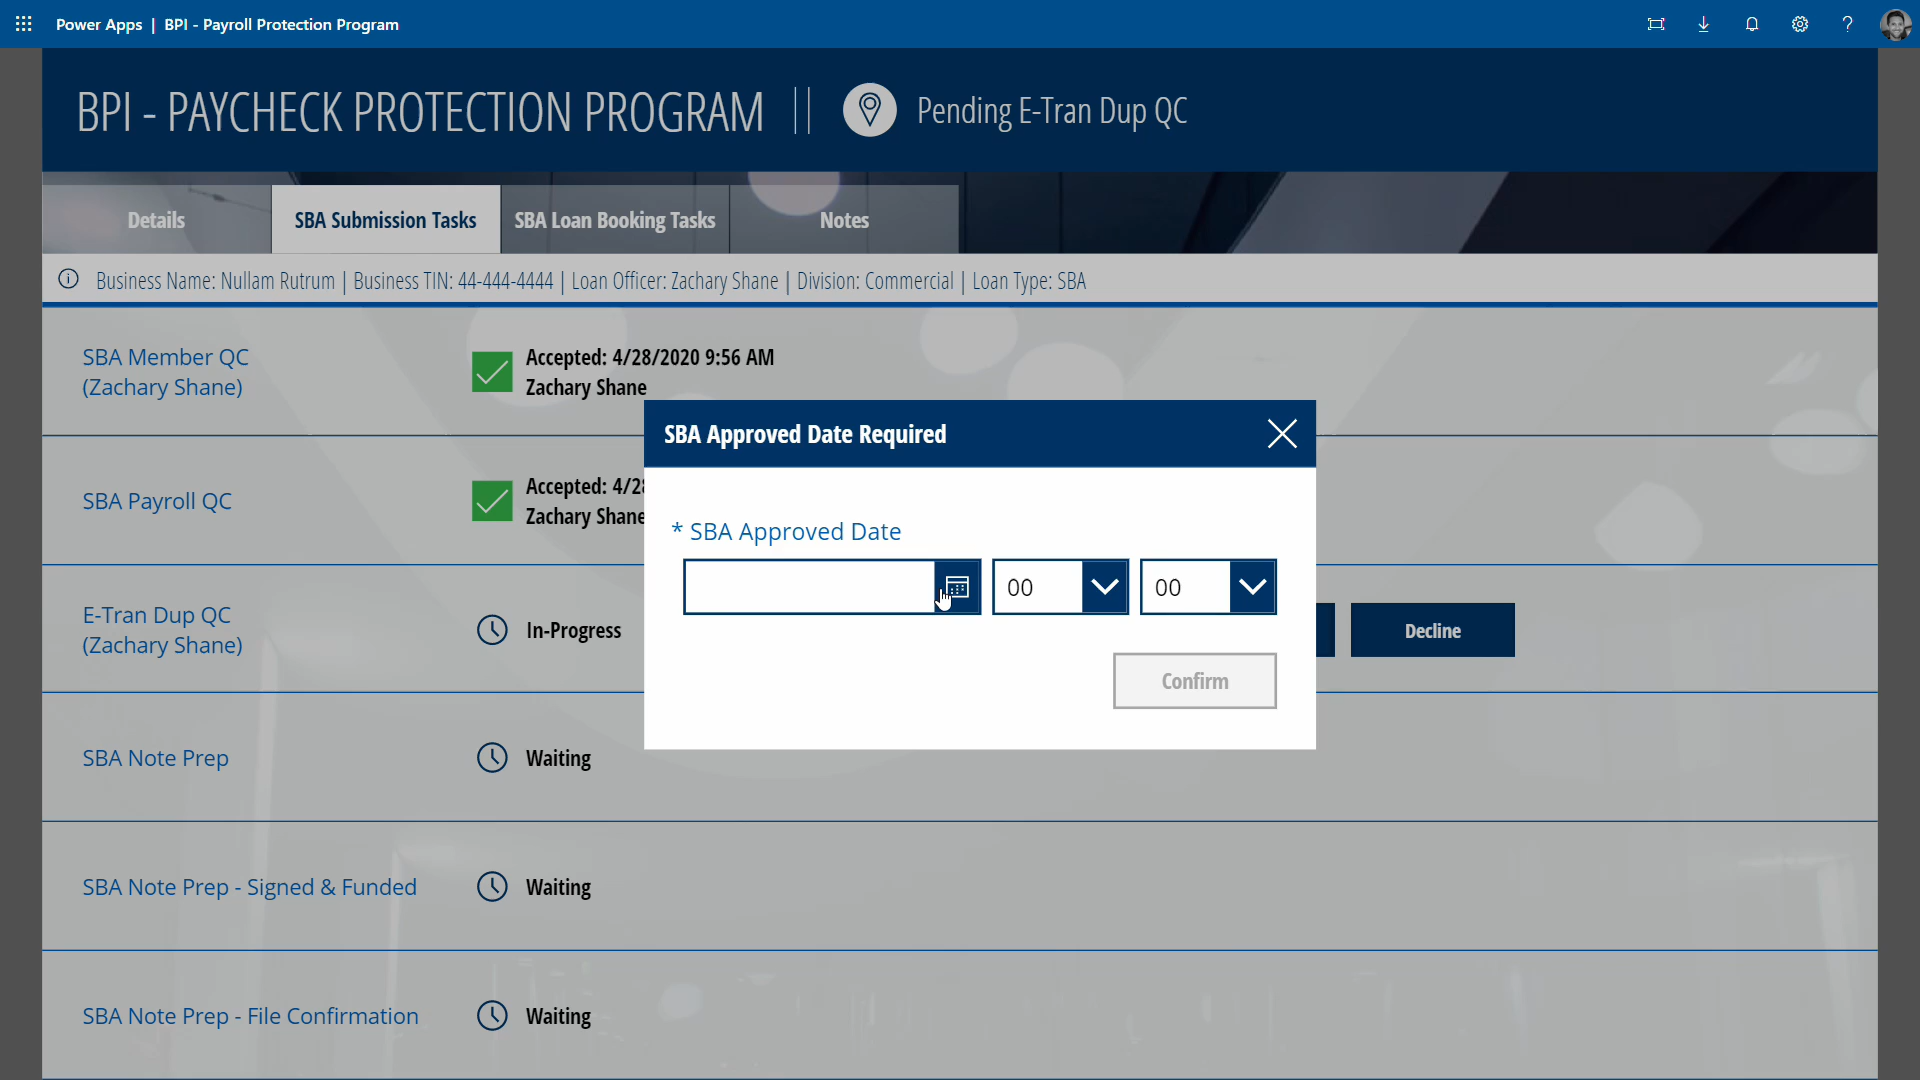 Power Apps | BPI - Payroll Protection Program
?
BPI - PAYCHECK PROTECTION PROGRAM
Pending E-Tran Dup QC
Details
SBA Submission Tasks
SBA Loan Booking Tasks
Notes
Business Name: Nullam Rutrum | Business TIN: 44-444-4444 | Loan Officer: Zachary Shane | Division: Commercial | Loan Type: SBA
SBA Member QC
(Zachary Shane)
Accepted: 4/28/2020 9:56 AM
Zachary Shane
SBA Approved Date Required
SBA Payroll QC
Accepted: 4/28
Zachary Shane
* SBA Approved Date
00
00
E-Tran Dup QC
(Zachary Shane)
In-Progress
Decline
Confirm
SBA Note Prep
Waiting
SBA Note Prep - Signed & Funded
Waiting
SBA Note Prep - File Confirmation
Waiting